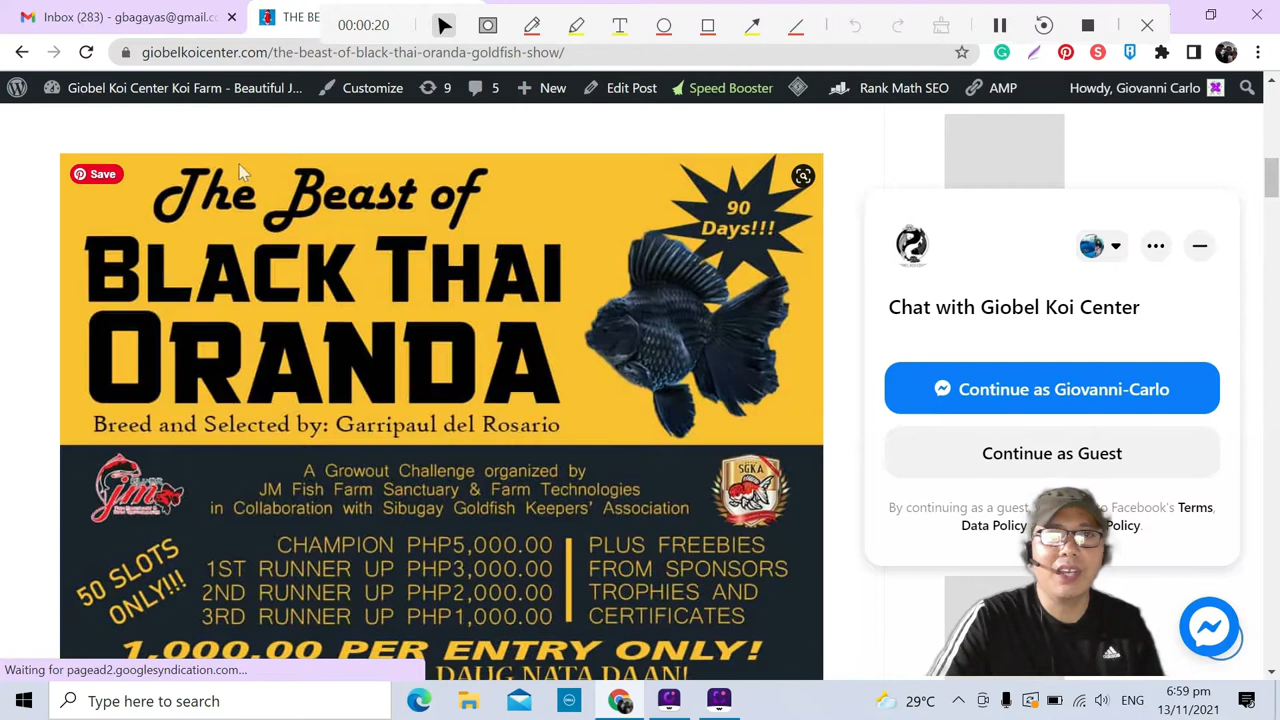 Inbox (283) - gbagayas@gmail.c
THE BE
00:00:20
giobelkoicenter.com/the-beast-of-black-thai-oranda-goldfish-show/
Giobel Koi Center Koi Farm - Beautiful J... Customize 9 5 New Edit Post Speed Booster Rank Math SEO AMP Howdy, Giovanni Carlo
Save
The Beast of
90
Days!!!
BLACK THAI
ORANDA
Breed and Selected by: Garripaul del Rosario
jm
SGKA
A Growout Challenge organized by
JM Fish Farm Sanctuary & Farm Technologies
in Collaboration with Sibugay Goldfish Keepers' Association
50 SLOTS
ONLY!!!
CHAMPION PHP5,000.00
1ST RUNNER UP PHP3,000.00
2ND RUNNER UP PHP2,000.00
3RD RUNNER UP PHP1,000.00
PLUS FREEBIES
FROM SPONSORS
TROPHIES AND
CERTIFICATES
1,000.00 PER ENTRY ONLY!
DAUG NATA DAAN!
Chat with Giobel Koi Center
Continue as Giovanni-Carlo
Continue as Guest
By continuing as a guest, to Facebook's Terms,
Data Policy Policy.
Waiting for pagead2.googlesyndication.com...
Type here to search
DELL
29°C
ENG
6:59 pm
13/11/2021